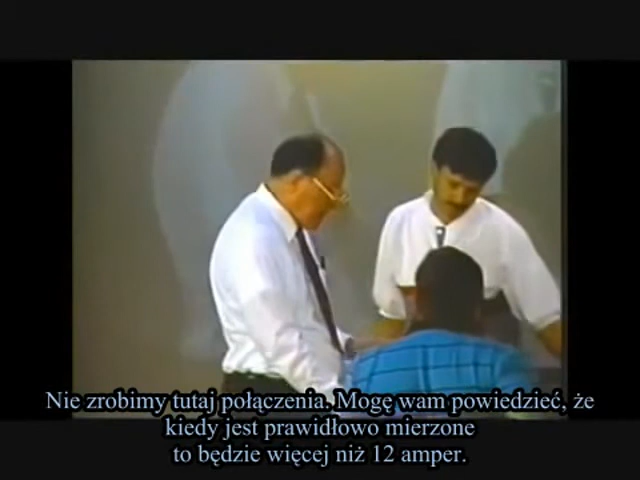 Nie zrobimy tutaj połączenia. Mogę wam powiedzieć, że
kiedy jest prawidłowo mierzone
to będzie więcej niż 12 amper.